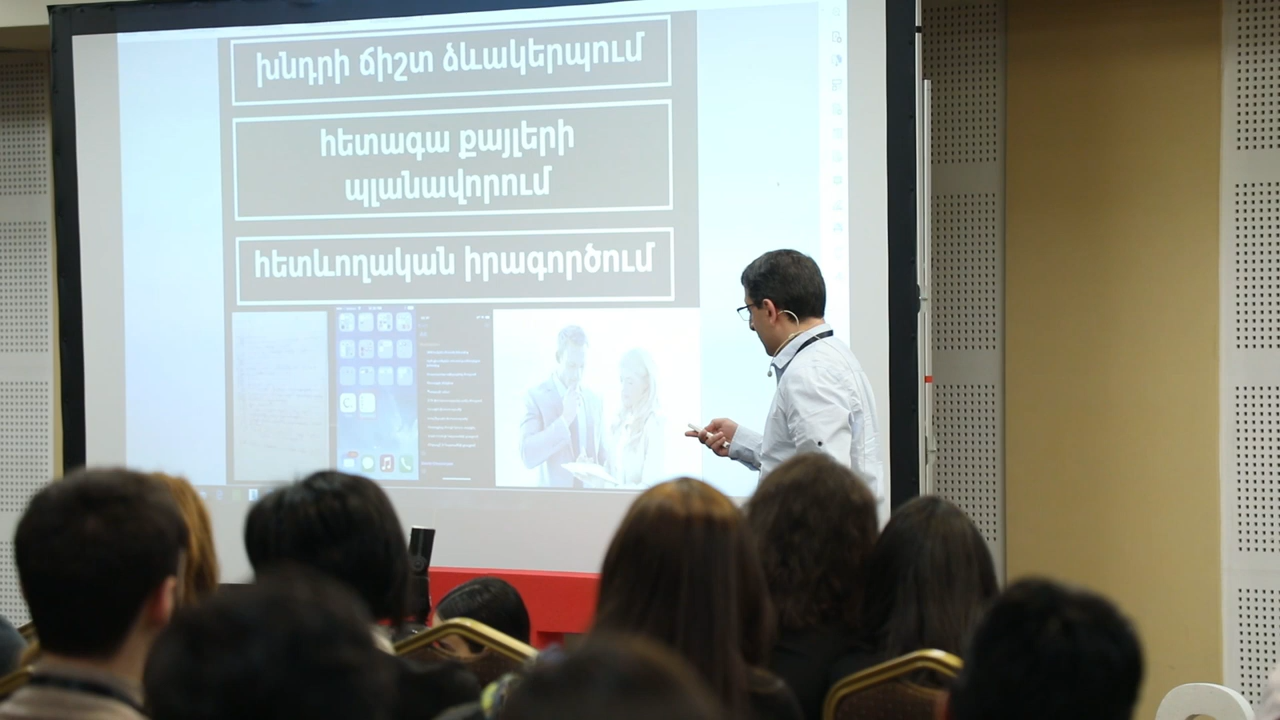 խնդրի ճիշտ ձևակերպում
հետագա քայլերի
պլանավորում
հետևողական իրագործում